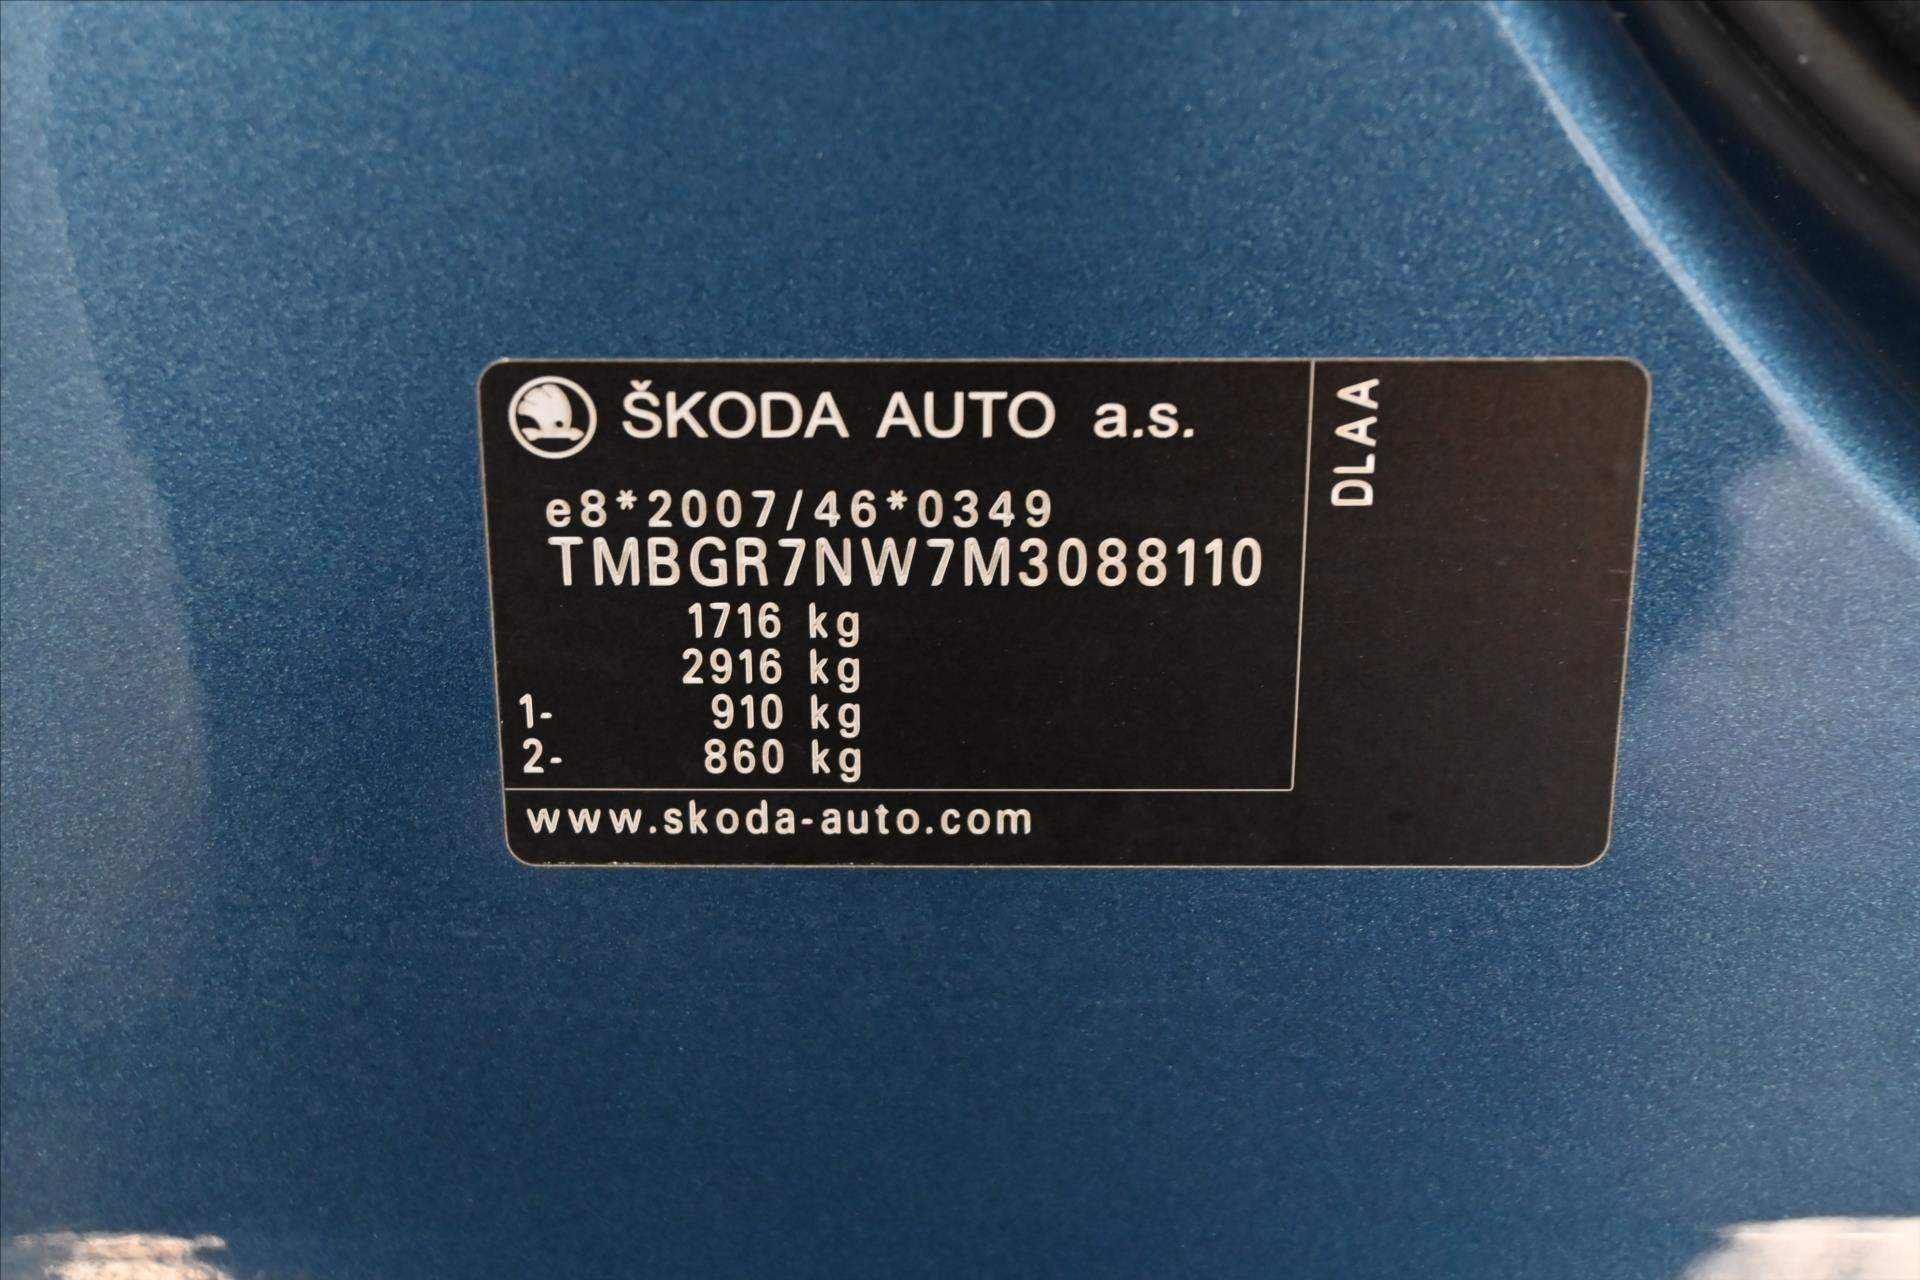 ŠKODA AUTO a.s.
e8*2007/46*0349
TMBGR7NW7M3088110
1716 kg
2916 kg
1- 910 kg
2- 860 kg
www.skoda-auto.com
DLAA